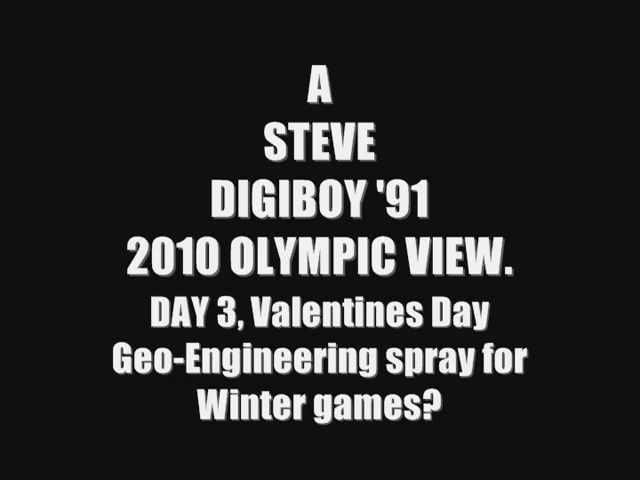 A
STEVE
DIGIBOY '91
2010 OLYMPIC VIEW.
DAY 3, Valentines Day
Geo-Engineering spray for
Winter games?